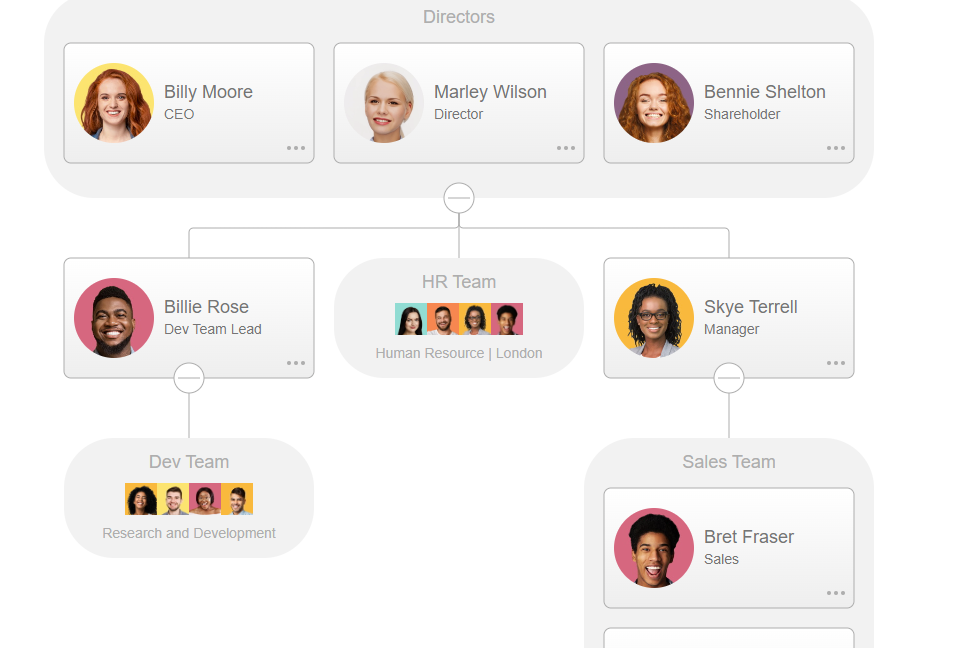 Directors
Billy Moore
CEO
Marley Wilson
Director
Bennie Shelton
Shareholder
Billie Rose
Dev Team Lead
HR Team
Human Resource | London
Skye Terrell
Manager
Dev Team
Research and Development
Sales Team
Bret Fraser
Sales